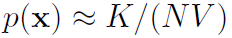 p(𝐱) ≈ K/(NV)